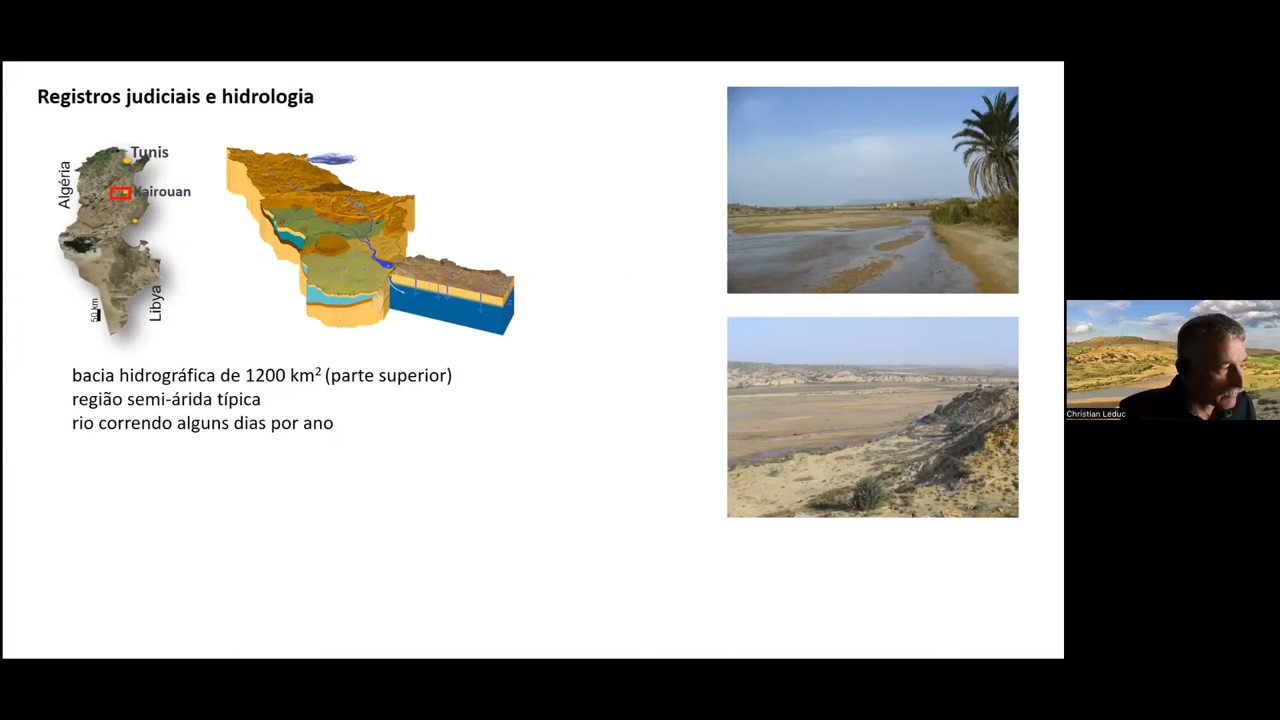 Registros judiciais e hidrologia
Tunis
Algéria
Kairouan
Libya
50 km
bacia hidrográfica de 1200 km² (parte superior)
região semi-árida típica
rio correndo alguns dias por ano
Christian Leduc